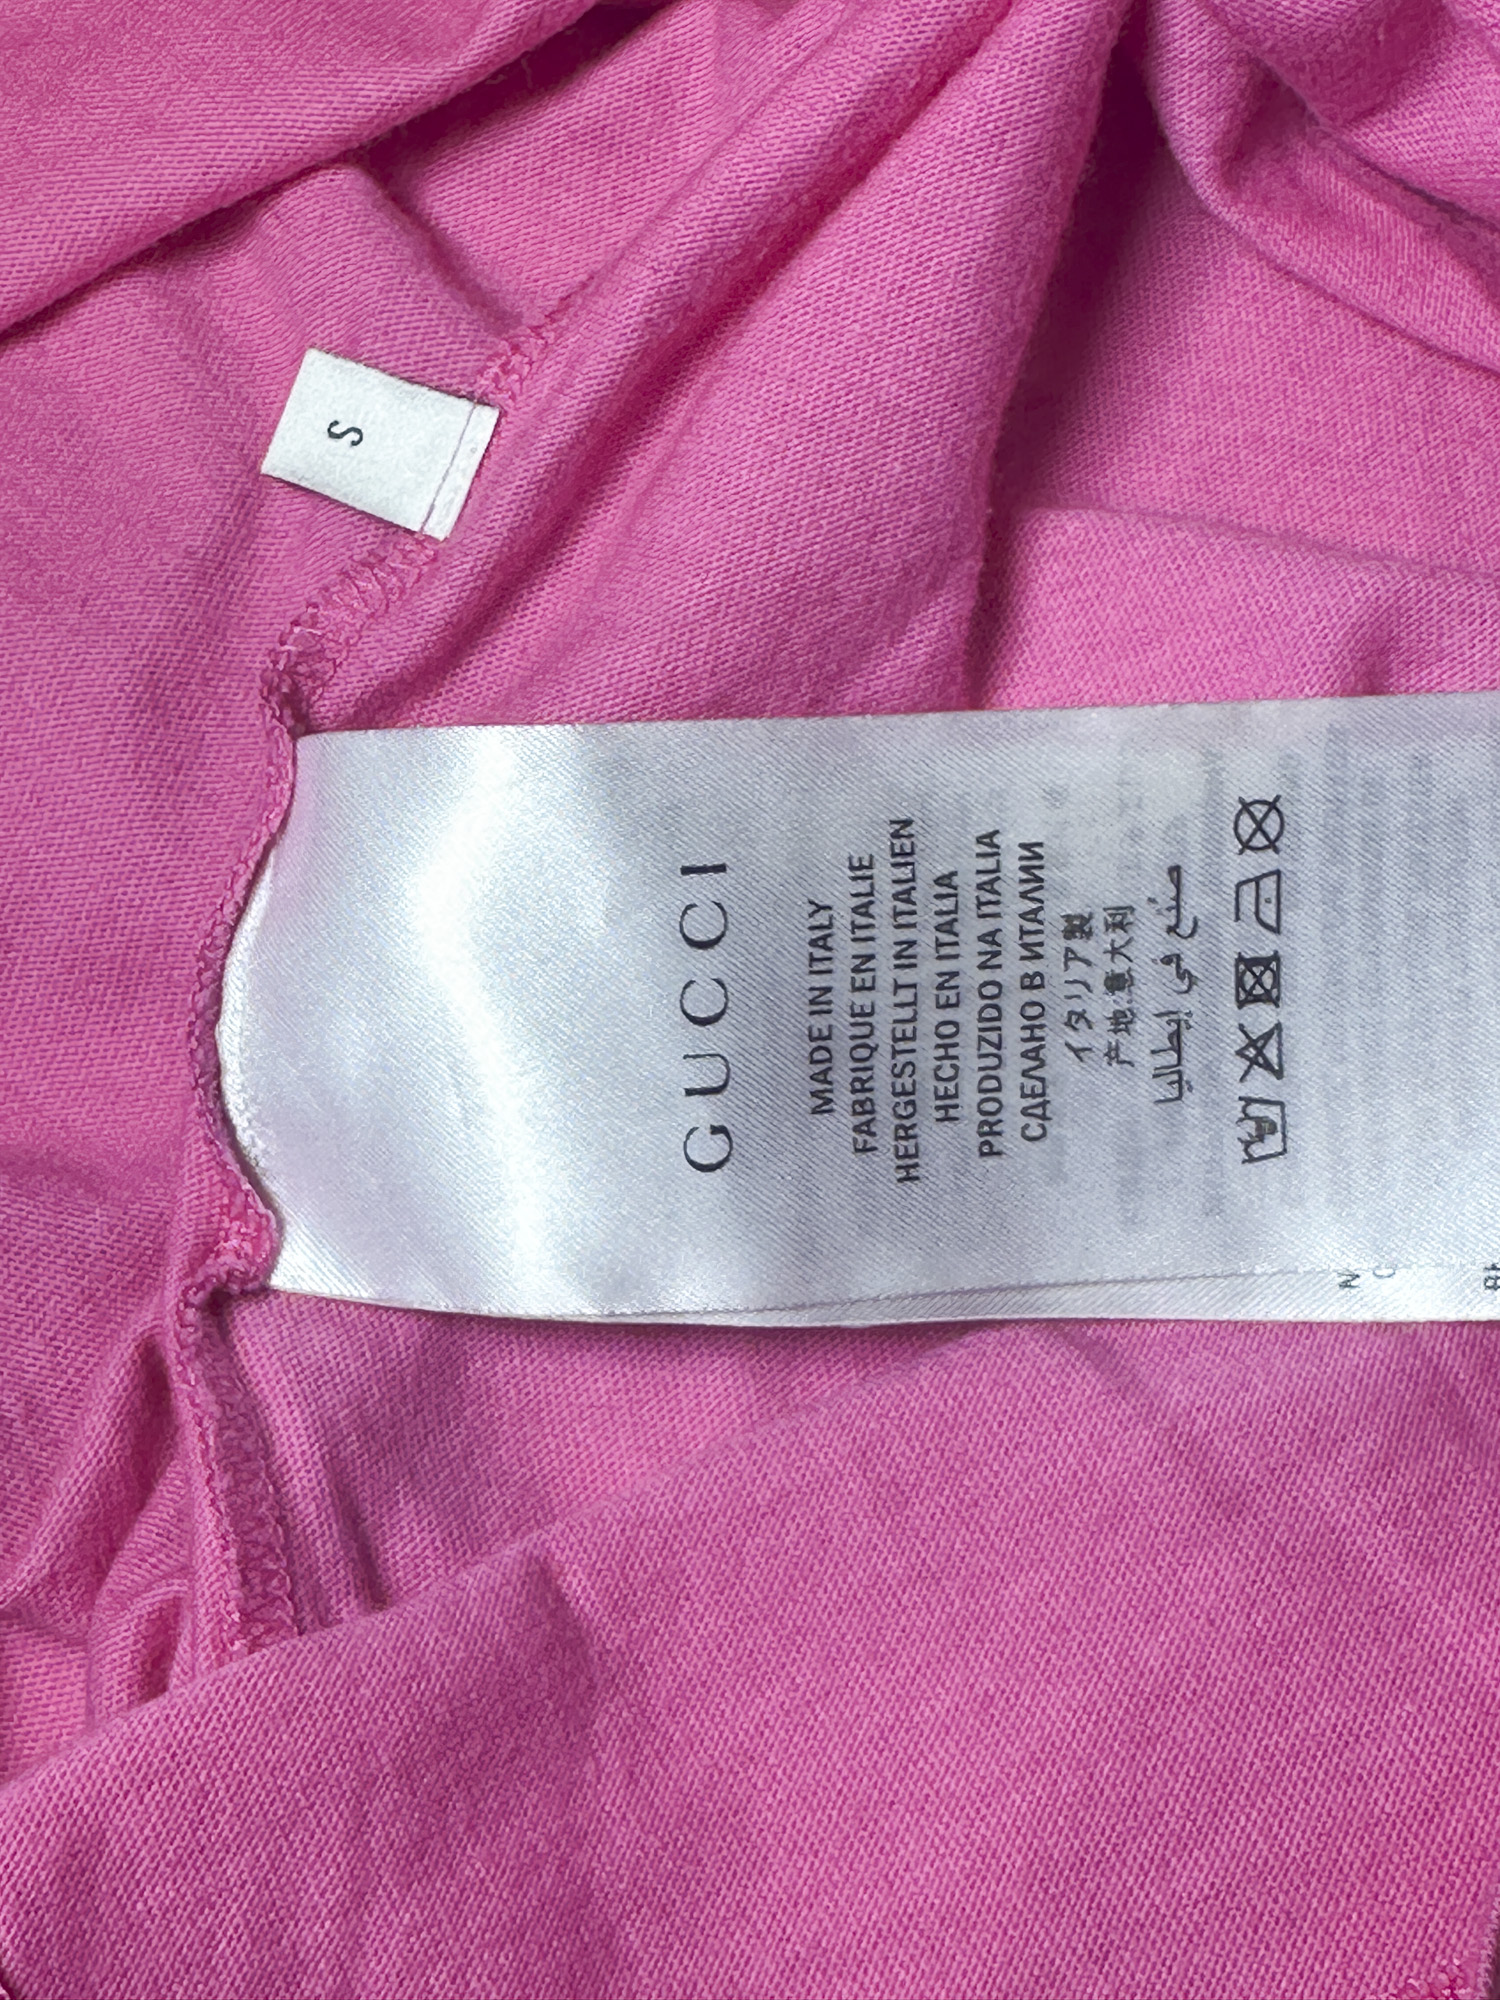 S
GUCCI
MADE IN ITALY
FABRIQUE EN ITALIE
HERGESTELLT IN ITALIEN
HECHO EN ITALIA
PRODUZIDO NA ITALIA
СДЕЛАНО В ИТАЛИИ
イタリア製
产地:意大利
صنع في إيطاليا